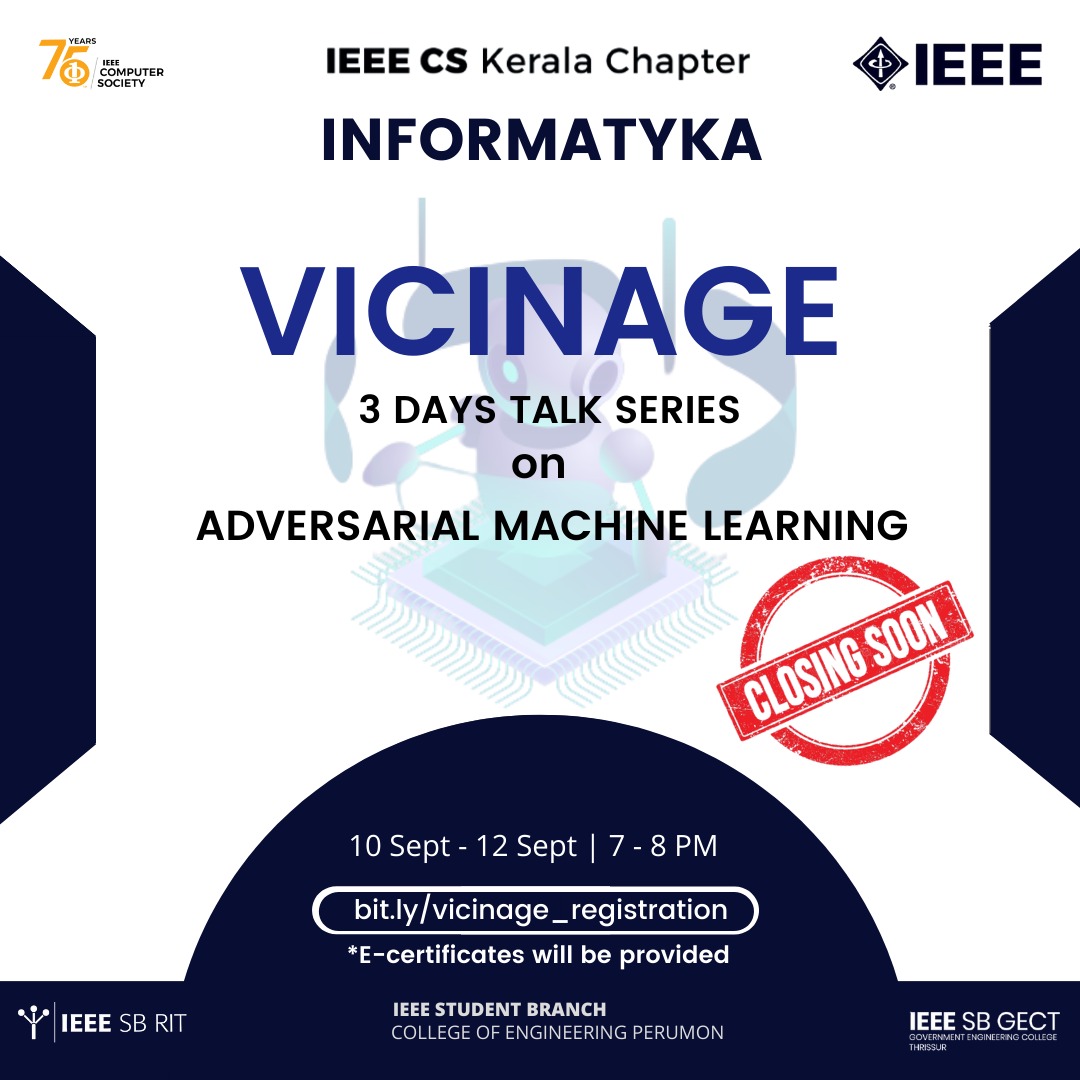 75 YEARS
IEEE
COMPUTER
SOCIETY
IEEE CS Kerala Chapter
IEEE
®
INFORMATYKA
VICINAGE
3 DAYS TALK SERIES
on
ADVERSARIAL MACHINE LEARNING
CLOSING SOON
10 Sept - 12 Sept | 7 - 8 PM
bit.ly/vicinage_registration
*E-certificates will be provided
IEEE SB RIT
IEEE STUDENT BRANCH
COLLEGE OF ENGINEERING PERUMON
IEEE SB GECT
GOVERNMENT ENGINEERING COLLEGE
THRISSUR